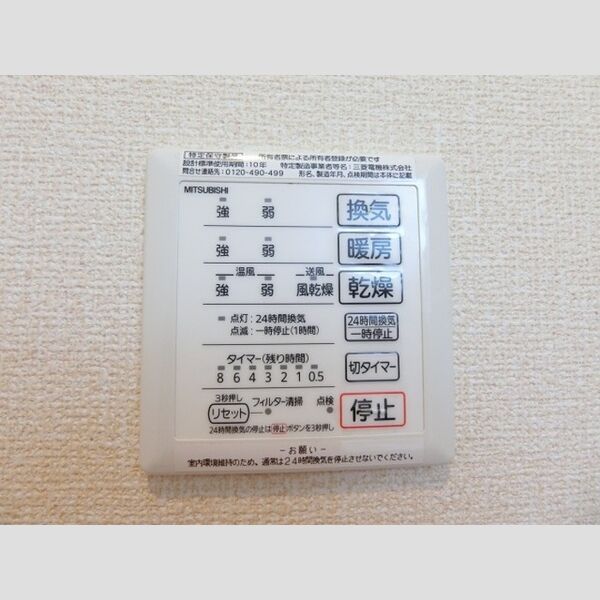 特定保守製品 所有者票による所有者登録が必要です
設計標準使用期間:10年 特定製造事業者等名:三菱電機株式会社
問合せ連絡先:0120-490-499 形名、製造年月、点検期間は本体に記載
MITSUBISHI
強 弱 換気
強 弱 暖房
温風 送風
強 弱 風乾燥 乾燥
点灯:24時間換気
点滅:一時停止(1時間)
24時間換気
一時停止
タイマー(残り時間)
8 6 4 3 2 1 0.5
切タイマー
3秒押し
リセット フィルター清掃 点検
停止
24時間換気の停止は停止ボタンを3秒押し
-お願い-
室内環境維持のため、通常は24時間換気を停止させないでください。